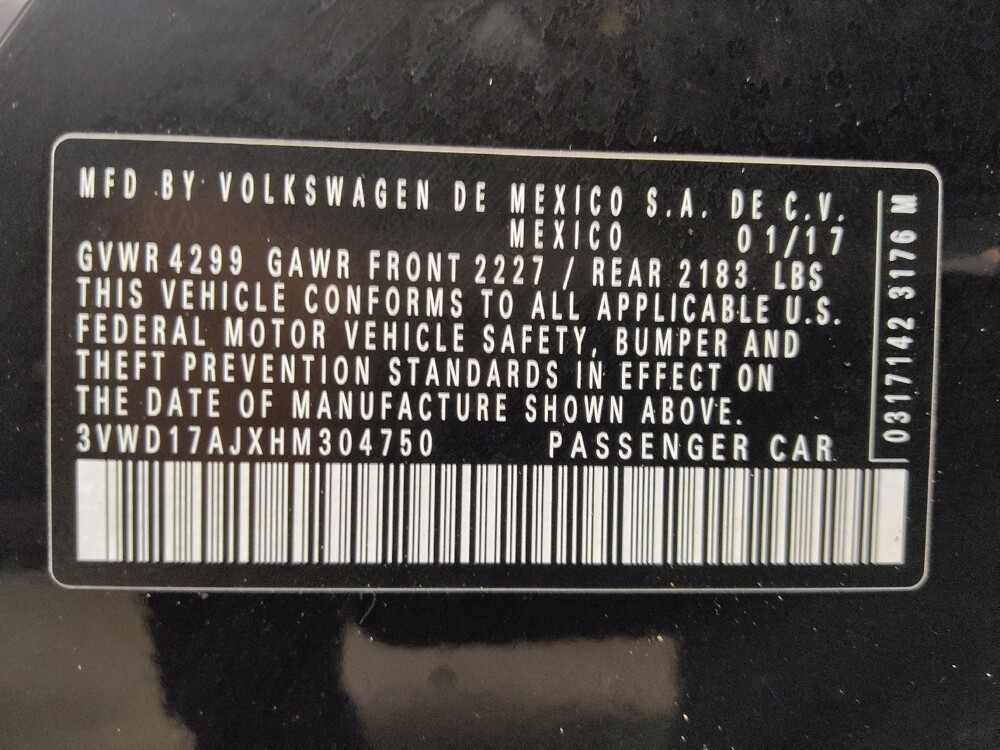 MFD BY VOLKSWAGEN DE MEXICO S.A. DE C.V.
MEXICO 01/17
GVWR 4299 GAWR FRONT 2227 / REAR 2183 LBS
THIS VEHICLE CONFORMS TO ALL APPLICABLE U.S.
FEDERAL MOTOR VEHICLE SAFETY, BUMPER AND
THEFT PREVENTION STANDARDS IN EFFECT ON
THE DATE OF MANUFACTURE SHOWN ABOVE.
3VWD17AJXHM304750 PASSENGER CAR
0317142 3176 M